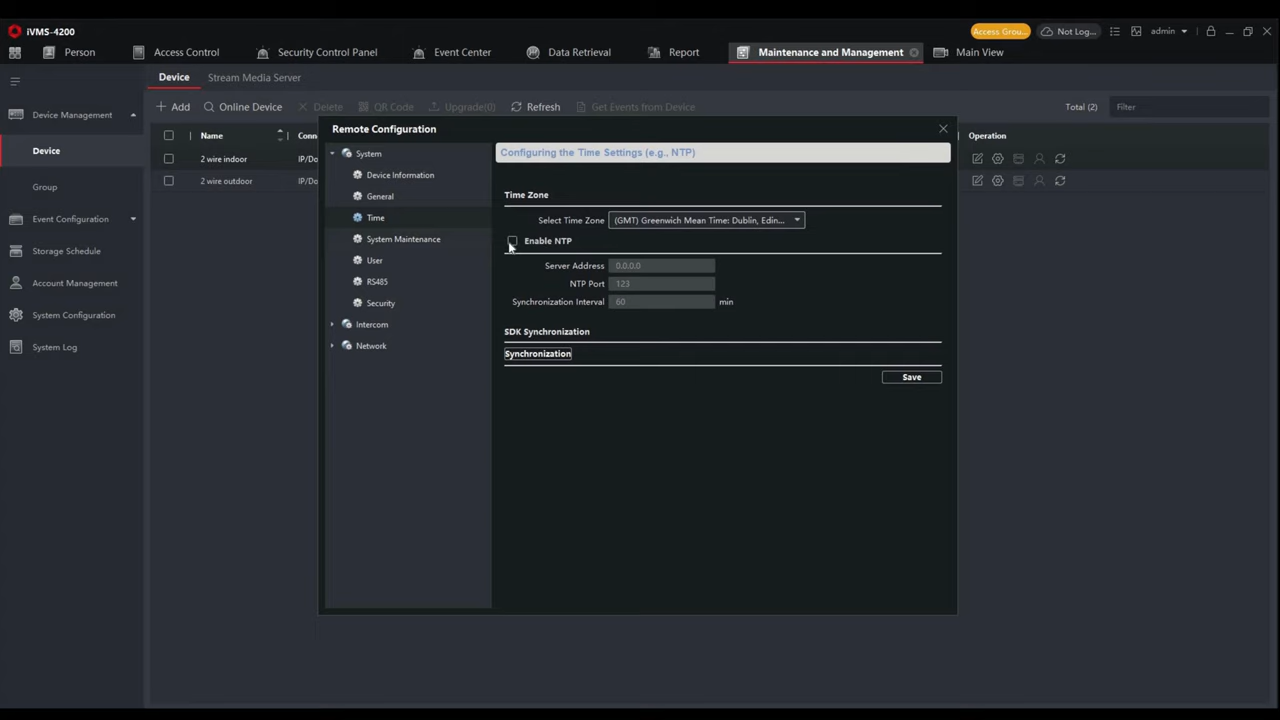 iVMS-4200
Access Grou...
Not Log...
admin
Person
Access Control
Security Control Panel
Event Center
Data Retrieval
Report
Maintenance and Management
Main View
Device
Stream Media Server
Device Management
Add
Online Device
Delete
QR Code
Upgrade(0)
Refresh
Get Events from Device
Total (2)
Filter
Name
Conn
Operation
Device
2 wire indoor
IP/Do
2 wire outdoor
IP/Do
Group
Event Configuration
Storage Schedule
Account Management
System Configuration
System Log
Remote Configuration
System
Device Information
General
Time
System Maintenance
User
RS485
Security
Intercom
Network
Configuring the Time Settings (e.g., NTP)
Time Zone
Select Time Zone
(GMT) Greenwich Mean Time: Dublin, Edin...
Enable NTP
Server Address
0.0.0.0
NTP Port
123
Synchronization Interval
60
min
SDK Synchronization
Synchronization
Save